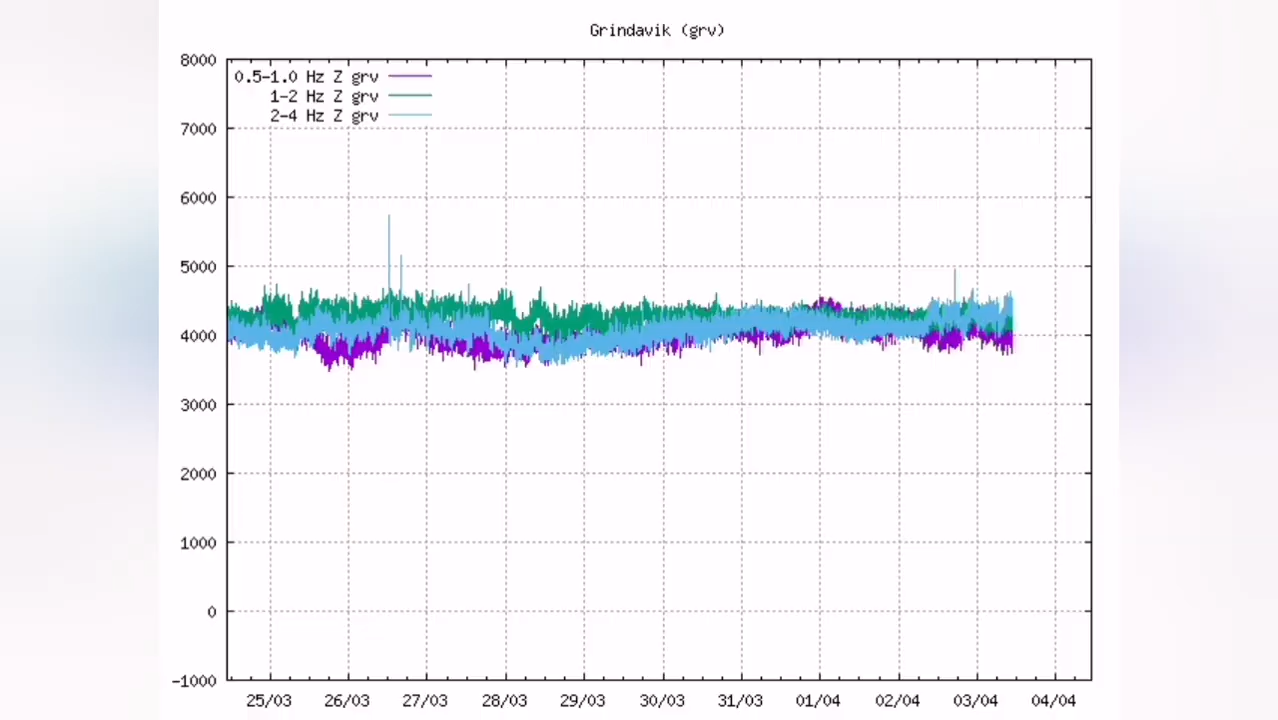 Grindavik (grv)
8000
0.5-1.0 Hz Z grv
1-2 Hz Z grv
2-4 Hz Z grv
7000
6000
5000
4000
3000
2000
1000
0
-1000
25/03 26/03 27/03 28/03 29/03 30/03 31/03 01/04 02/04 03/04 04/04